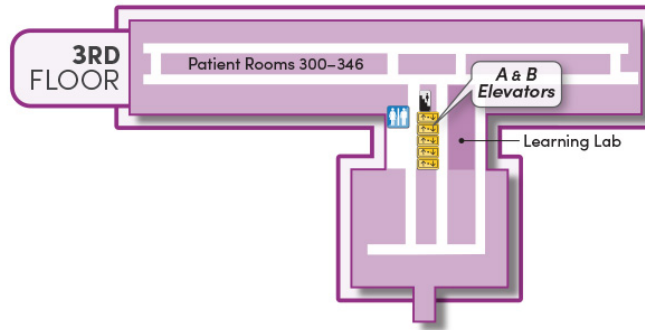 3RD
FLOOR
Patient Rooms 300–346
A & B
Elevators
Learning Lab